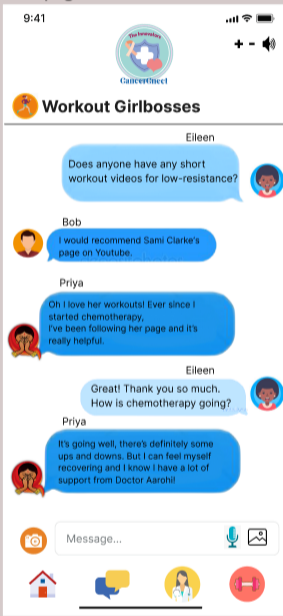 9:41
The Innovators
CancerCnect
+ -
Workout Girlbosses
Eileen
Does anyone have any short
workout videos for low-resistance?
Bob
I would recommend Sami Clarke's
page on Youtube.
Priya
Oh I love her workouts! Ever since I
started chemotherapy,
I've been following her page and it's
really helpful.
Eileen
Great! Thank you so much.
How is chemotherapy going?
Priya
It's going well, there's definitely some
ups and downs. But I can feel myself
recovering and I know I have a lot of
support from Doctor Aarohi!
Message...